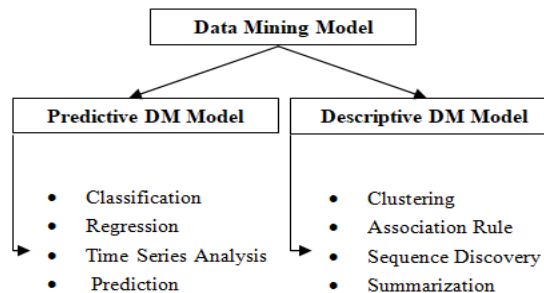 Data Mining Model
Predictive DM Model
• Classification
• Regression
• Time Series Analysis
• Prediction
Descriptive DM Model
• Clustering
• Association Rule
• Sequence Discovery
• Summarization